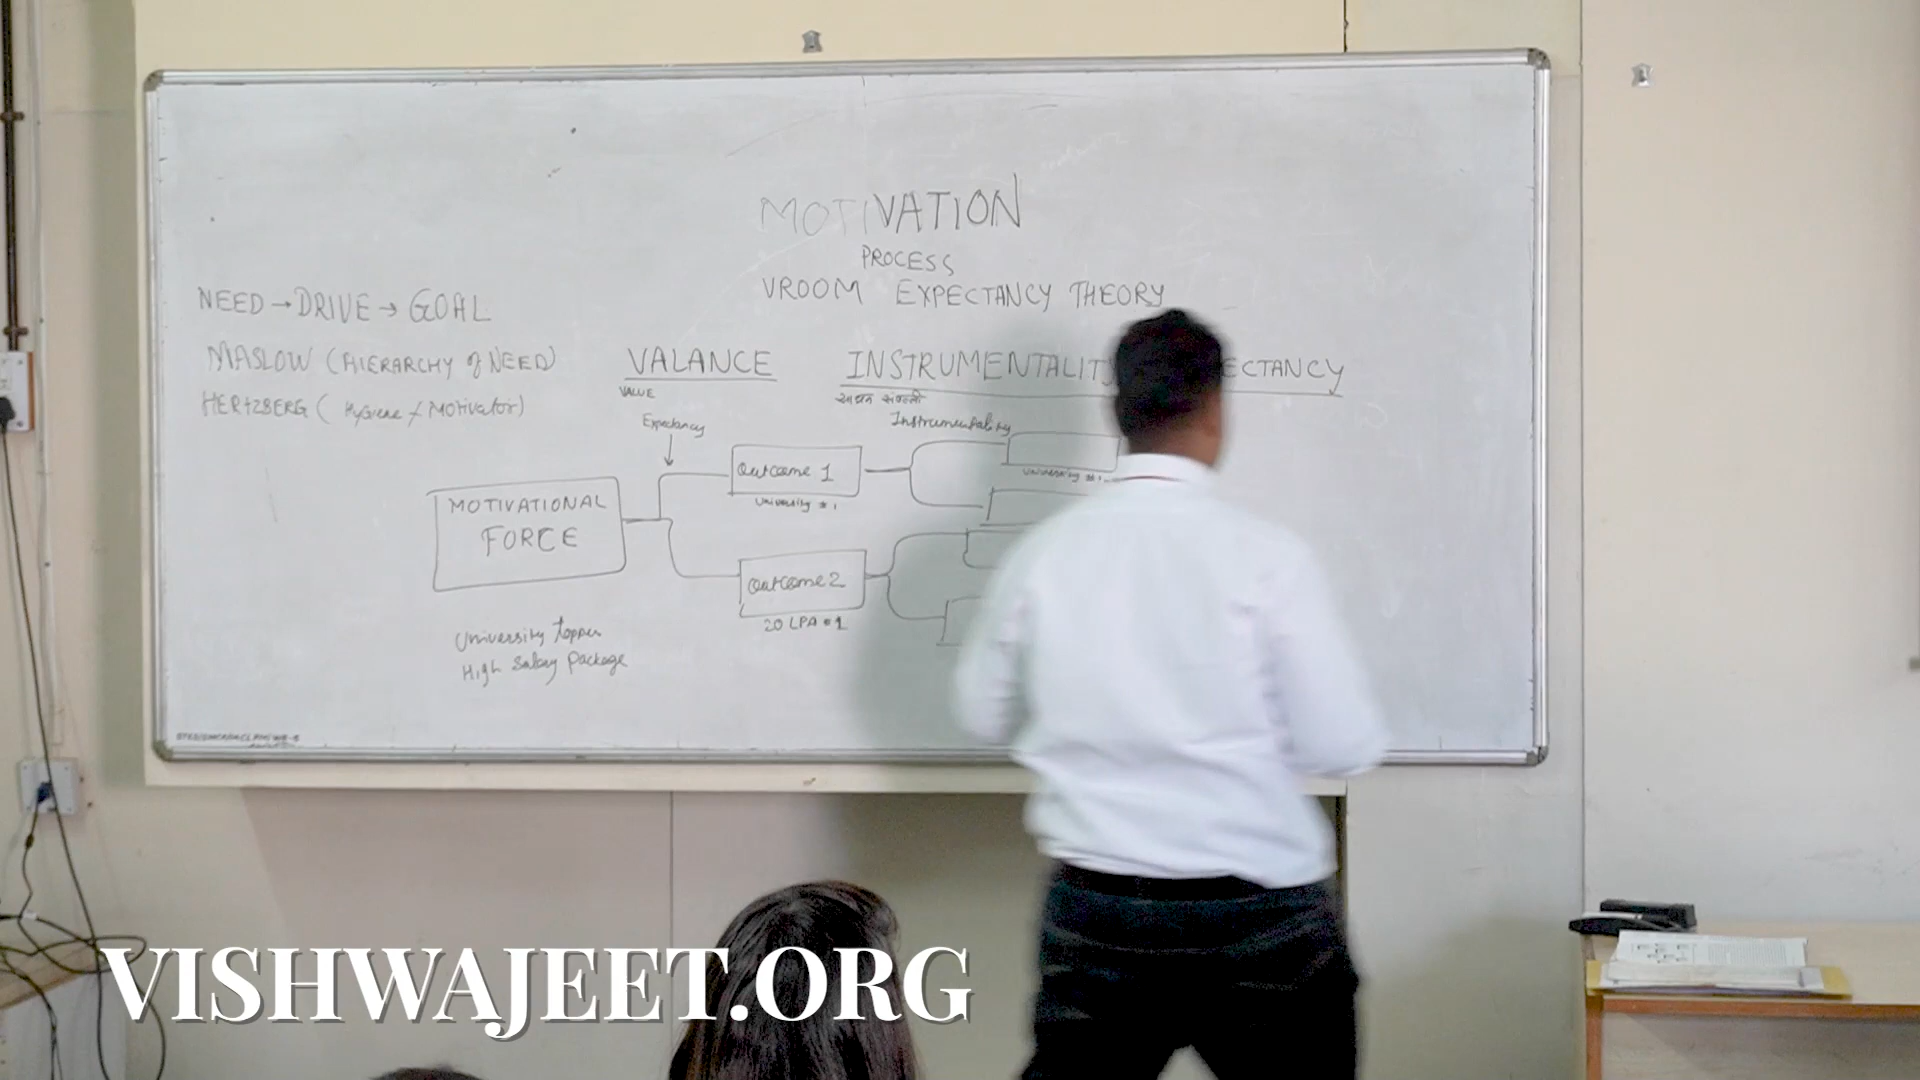 MOTIVATION
PROCESS
VROOM EXPECTANCY THEORY
NEED → DRIVE → GOAL
MASLOW (HIERARCHY of NEED)
HERTZBERG ( Hygiene / Motivator)
VALANCE
VALUE
INSTRUMENTALITY
ECTANCY
Expectancy
Instrumentality
MOTIVATIONAL
FORCE
Outcome 1
University #1
University #1
Outcome 2
20 LPA #1
University topper
High Salary Package
VISHWAJEET.ORG